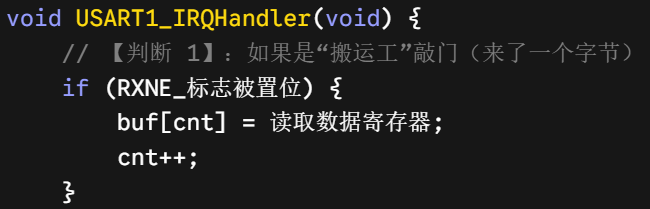 void USART1_IRQHandler(void) {
// 【判断 1】：如果是“搬运工”敲门（来了一个字节）
if (RXNE_标志被置位) {
buf[cnt] = 读取数据寄存器;
cnt++;
}